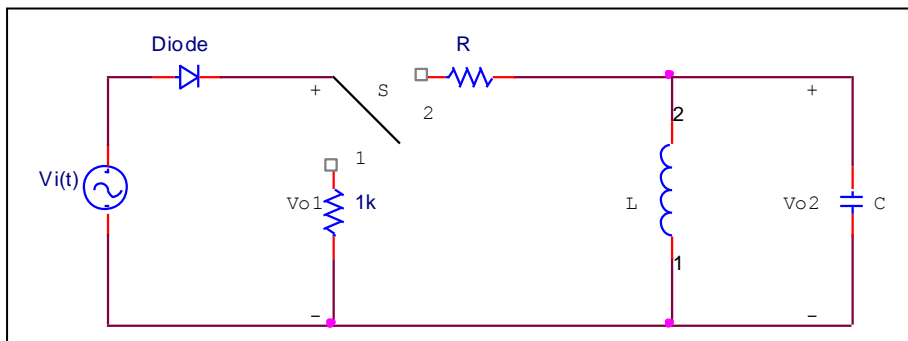 Diode
R
+
S
+
2
2
1
Vi(t)
Vo1
1k
L
Vo2
C
1
-
-